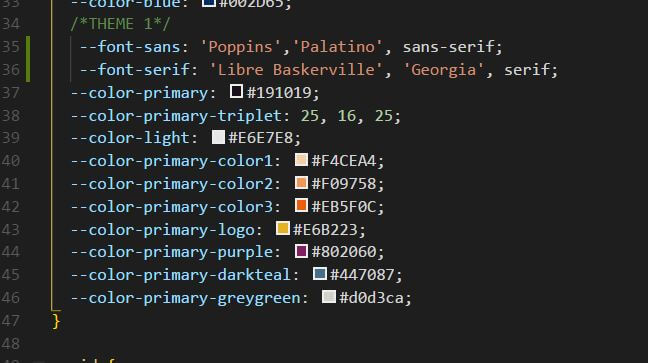 33 --color-blue: #002D65;
34 /*THEME 1*/
35 --font-sans: 'Poppins','Palatino', sans-serif;
36 --font-serif: 'Libre Baskerville', 'Georgia', serif;
37 --color-primary: #191019;
38 --color-primary-triplet: 25, 16, 25;
39 --color-light: #E6E7E8;
40 --color-primary-color1: #F4CEA4;
41 --color-primary-color2: #F09758;
42 --color-primary-color3: #EB5F0C;
43 --color-primary-logo: #E6B223;
44 --color-primary-purple: #802060;
45 --color-primary-darkteal: #447087;
46 --color-primary-greygreen: #d0d3ca;
47 }
48